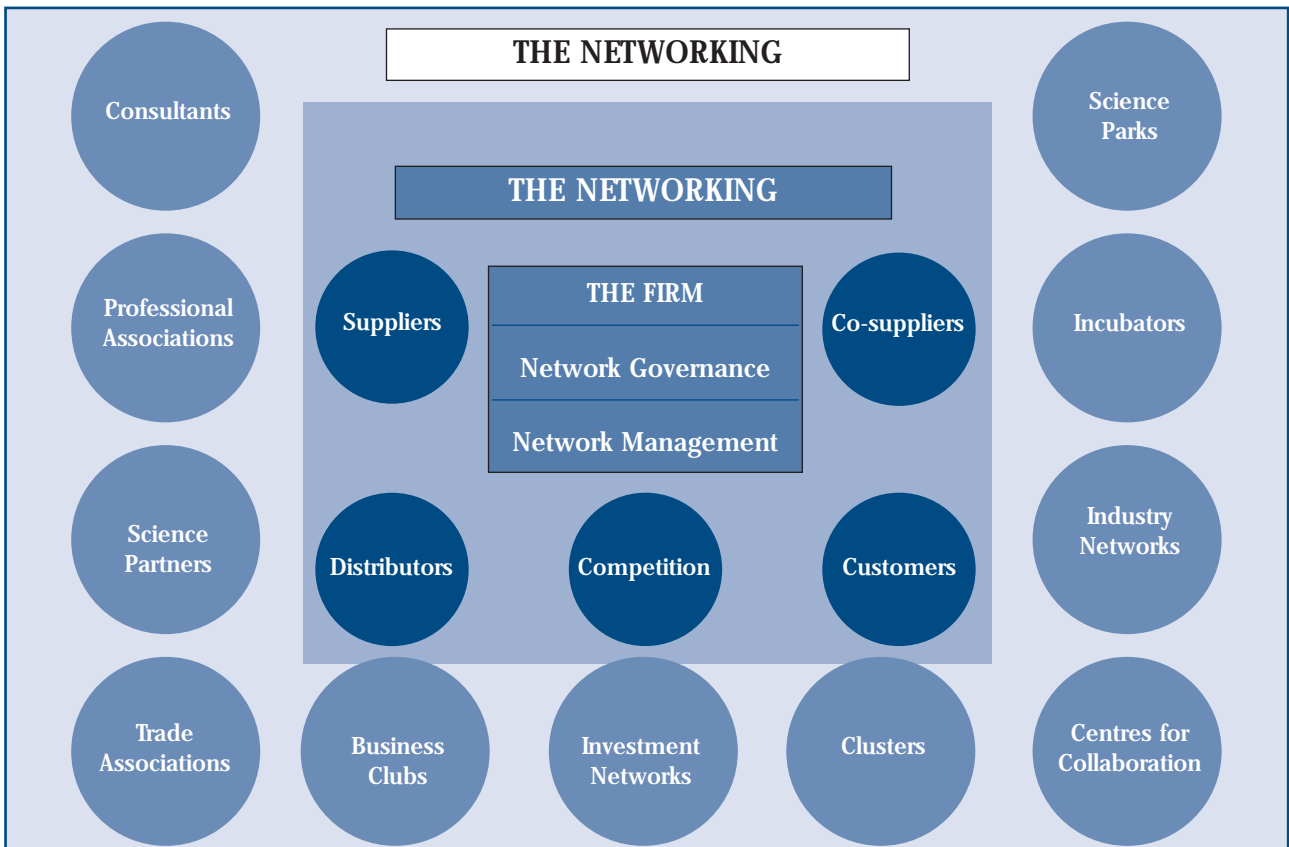 THE NETWORKING
Consultants
Science
Parks
THE NETWORKING
Professional
Associations
Suppliers
THE FIRM
Network Governance
Network Management
Co-suppliers
Incubators
Science
Partners
Distributors
Competition
Customers
Industry
Networks
Trade
Associations
Business
Clubs
Investment
Networks
Clusters
Centres for
Collaboration